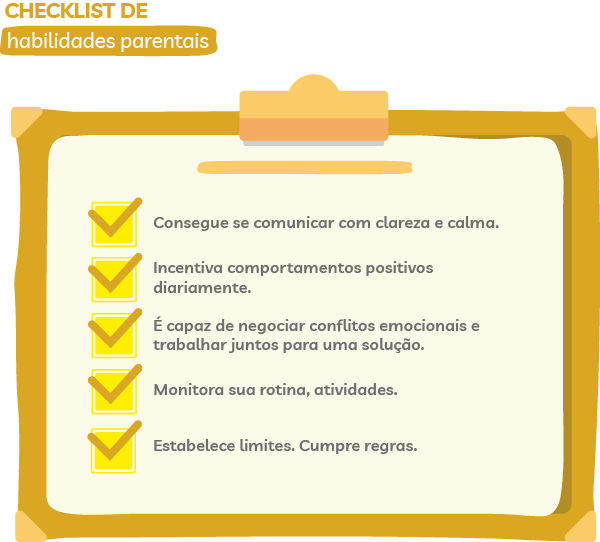 CHECKLIST DE
habilidades parentais
Consegue se comunicar com clareza e calma.
Incentiva comportamentos positivos
diariamente.
É capaz de negociar conflitos emocionais e
trabalhar juntos para uma solução.
Monitora sua rotina, atividades.
Estabelece limites. Cumpre regras.